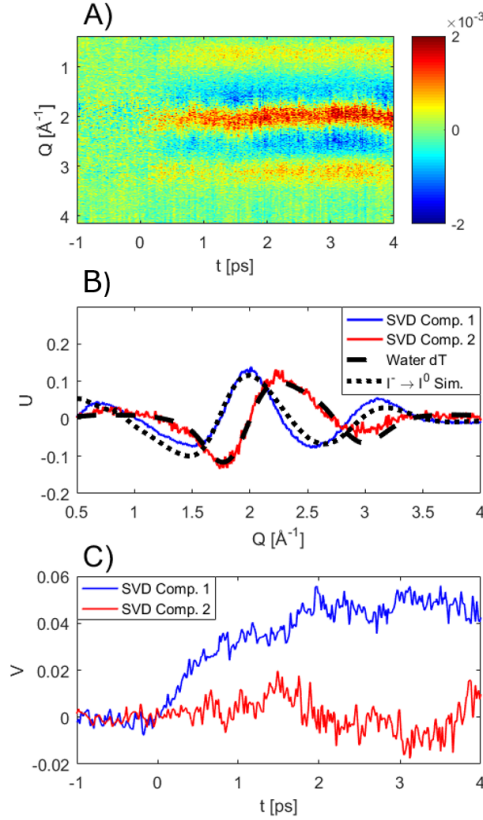 A)
×10⁻³
2
0
-2
Q [Å⁻¹]
1
2
3
4
-1 0 1 2 3 4
t [ps]
B)
U
0.2
0.1
0
-0.1
-0.2
SVD Comp. 1
SVD Comp. 2
Water dT
I⁻ → I⁰ Sim.
0.5 1 1.5 2 2.5 3 3.5 4
Q [Å⁻¹]
C)
V
0.06
0.04
0.02
0
-0.02
SVD Comp. 1
SVD Comp. 2
-1 0 1 2 3 4
t [ps]